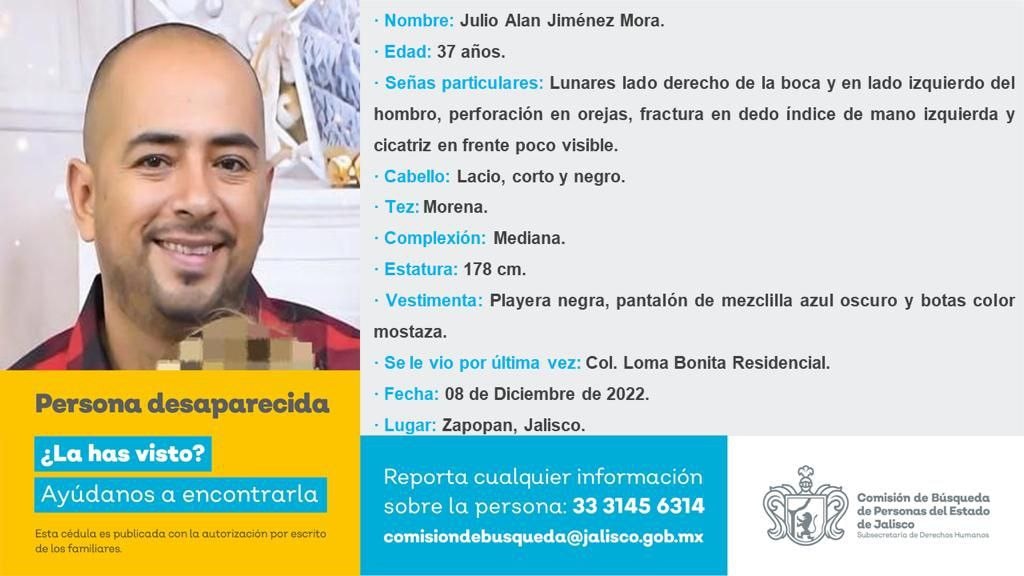 · Nombre: Julio Alan Jiménez Mora.
· Edad: 37 años.
· Señas particulares: Lunares lado derecho de la boca y en lado izquierdo del
hombro, perforación en orejas, fractura en dedo índice de mano izquierda y
cicatriz en frente poco visible.
· Cabello: Lacio, corto y negro.
· Tez: Morena.
· Complexión: Mediana.
· Estatura: 178 cm.
· Vestimenta: Playera negra, pantalón de mezclilla azul oscuro y botas color
mostaza.
· Se le vio por última vez: Col. Loma Bonita Residencial.
· Fecha: 08 de Diciembre de 2022.
· Lugar: Zapopan, Jalisco.
Persona desaparecida
¿La has visto?
Ayúdanos a encontrarla
Esta cédula es publicada con la autorización por escrito
de los familiares.
Reporta cualquier información
sobre la persona: 33 3145 6314
comisiondebusqueda@jalisco.gob.mx
Comisión de Búsqueda
de Personas del Estado
de Jalisco
Subsecretaría de Derechos Humanos